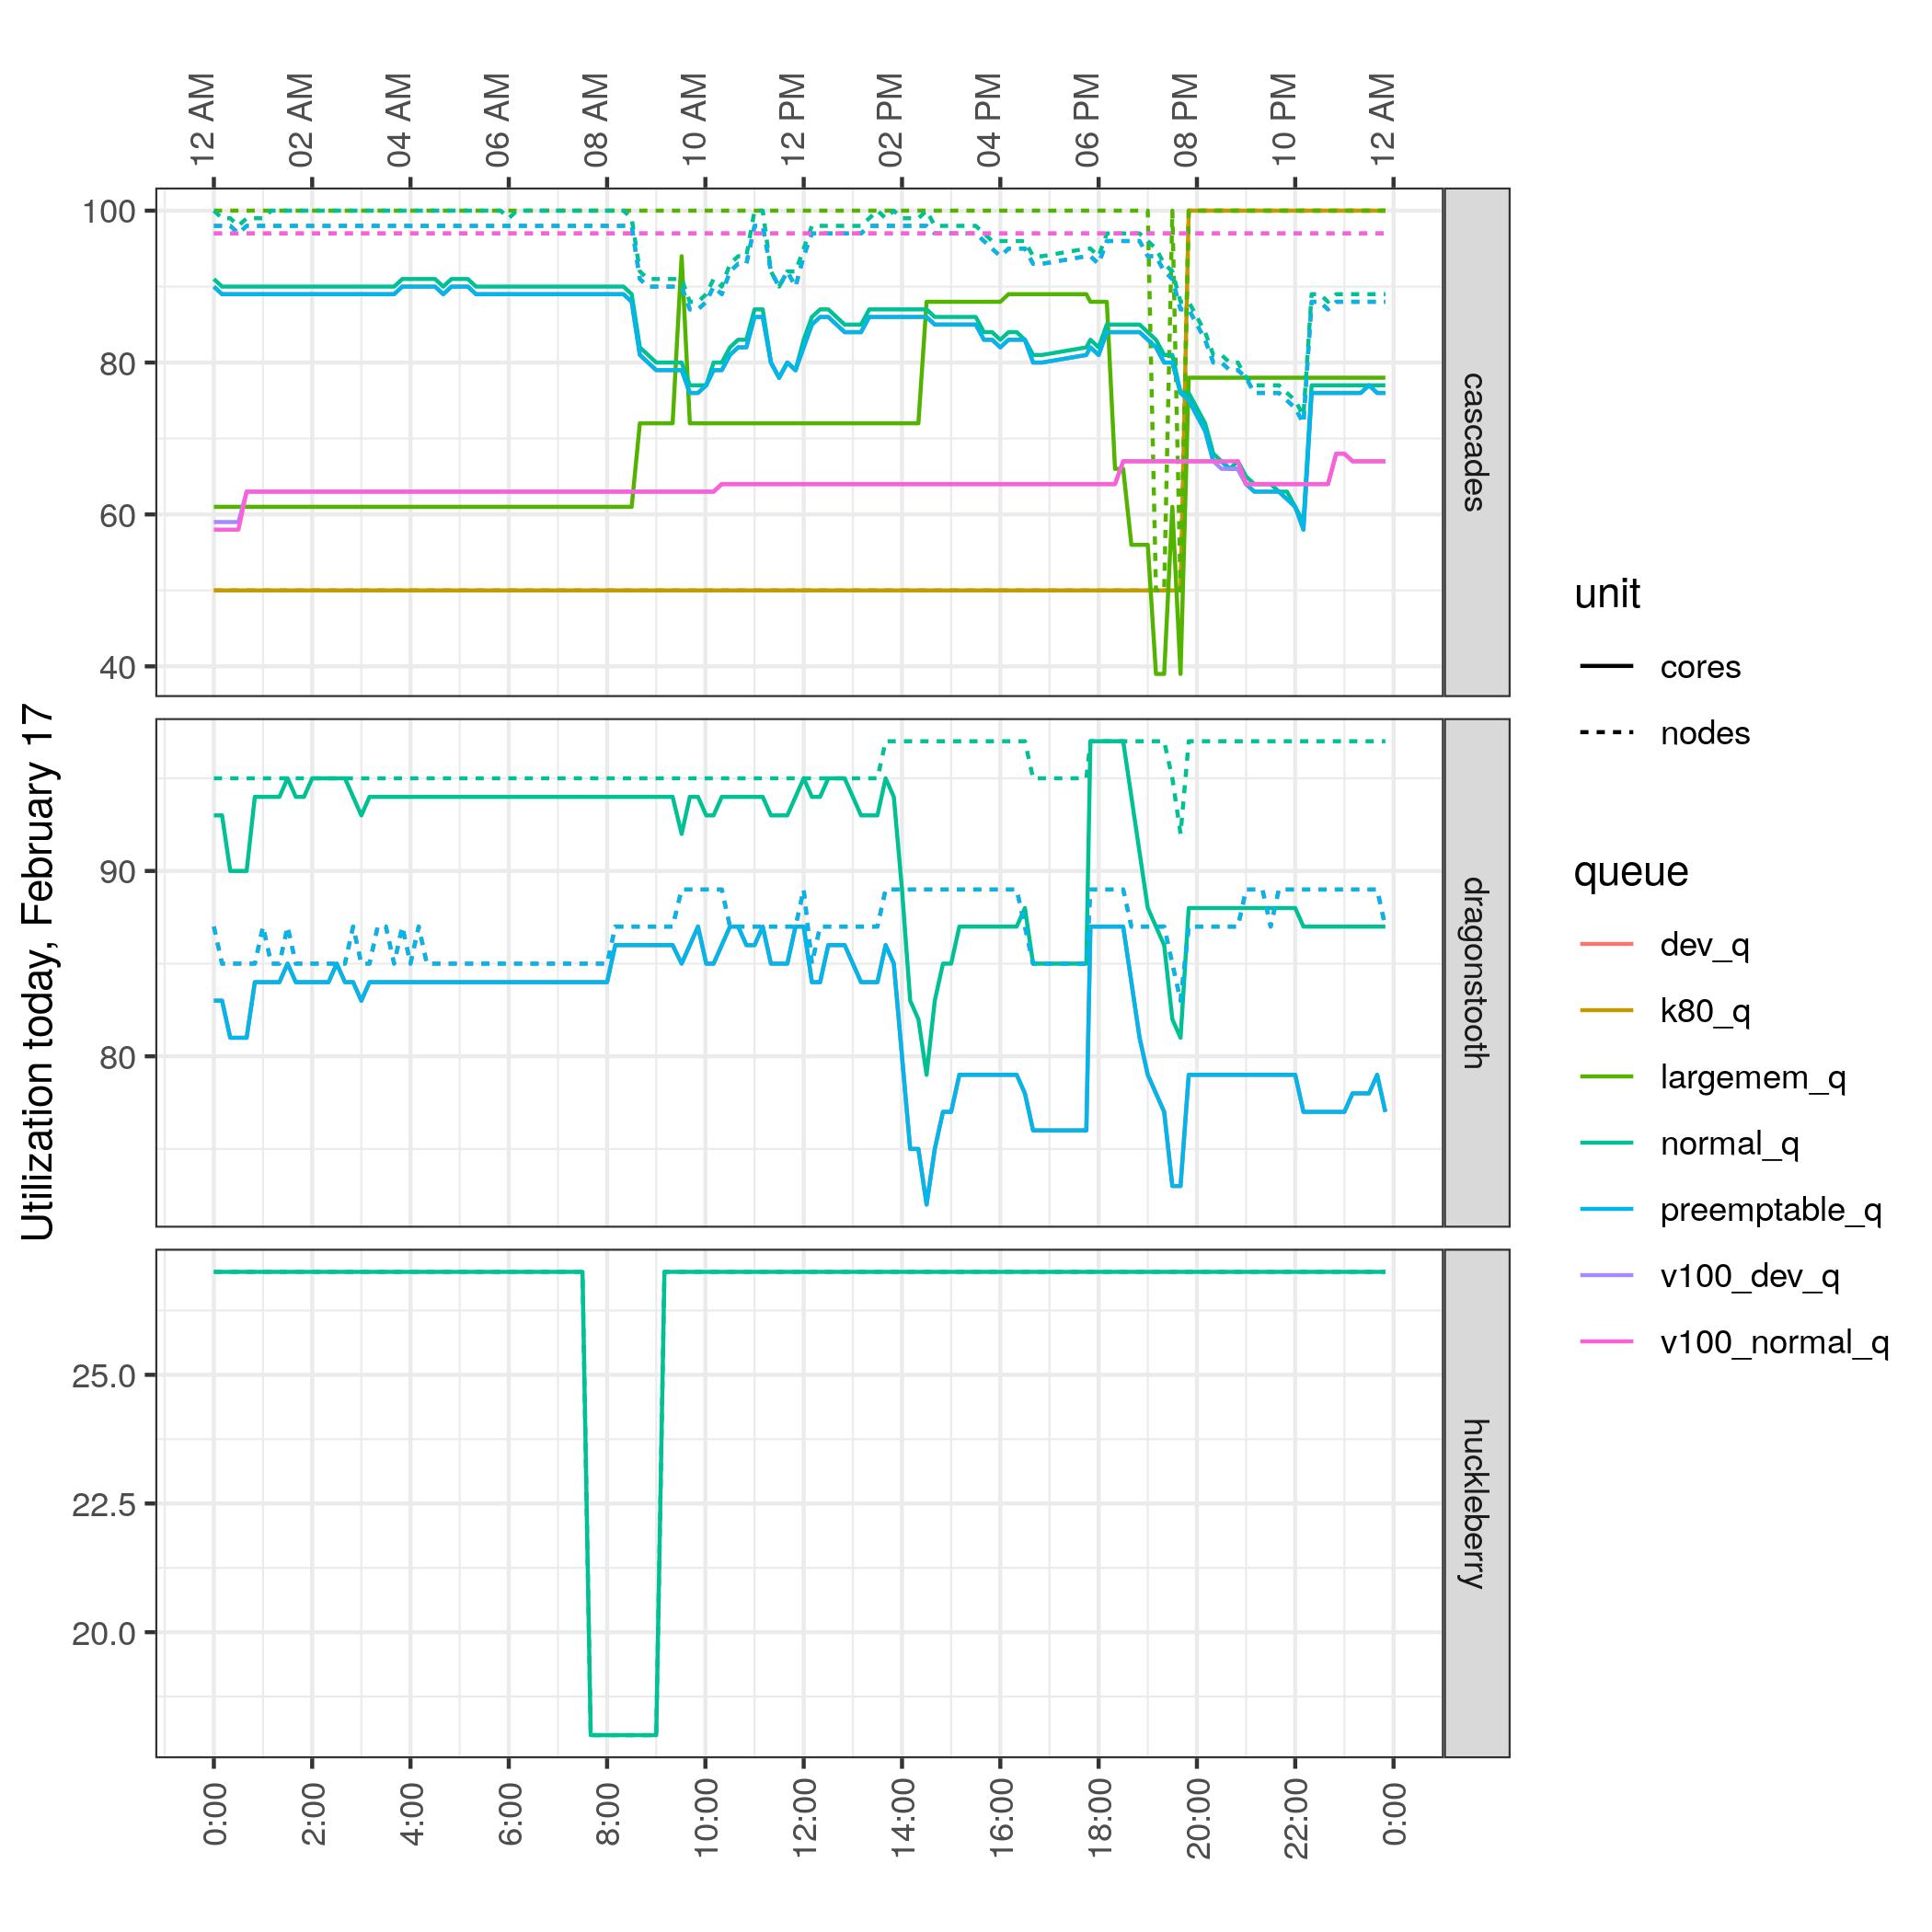 12 AM
02 AM
04 AM
06 AM
08 AM
10 AM
12 PM
02 PM
04 PM
06 PM
08 PM
10 PM
12 AM
Utilization today, February 17
100
80
60
40
cascades
90
80
dragonstooth
25.0
22.5
20.0
huckleberry
0:00
2:00
4:00
6:00
8:00
10:00
12:00
14:00
16:00
18:00
20:00
22:00
0:00
unit
cores
nodes
queue
dev_q
k80_q
largemem_q
normal_q
preemptable_q
v100_dev_q
v100_normal_q